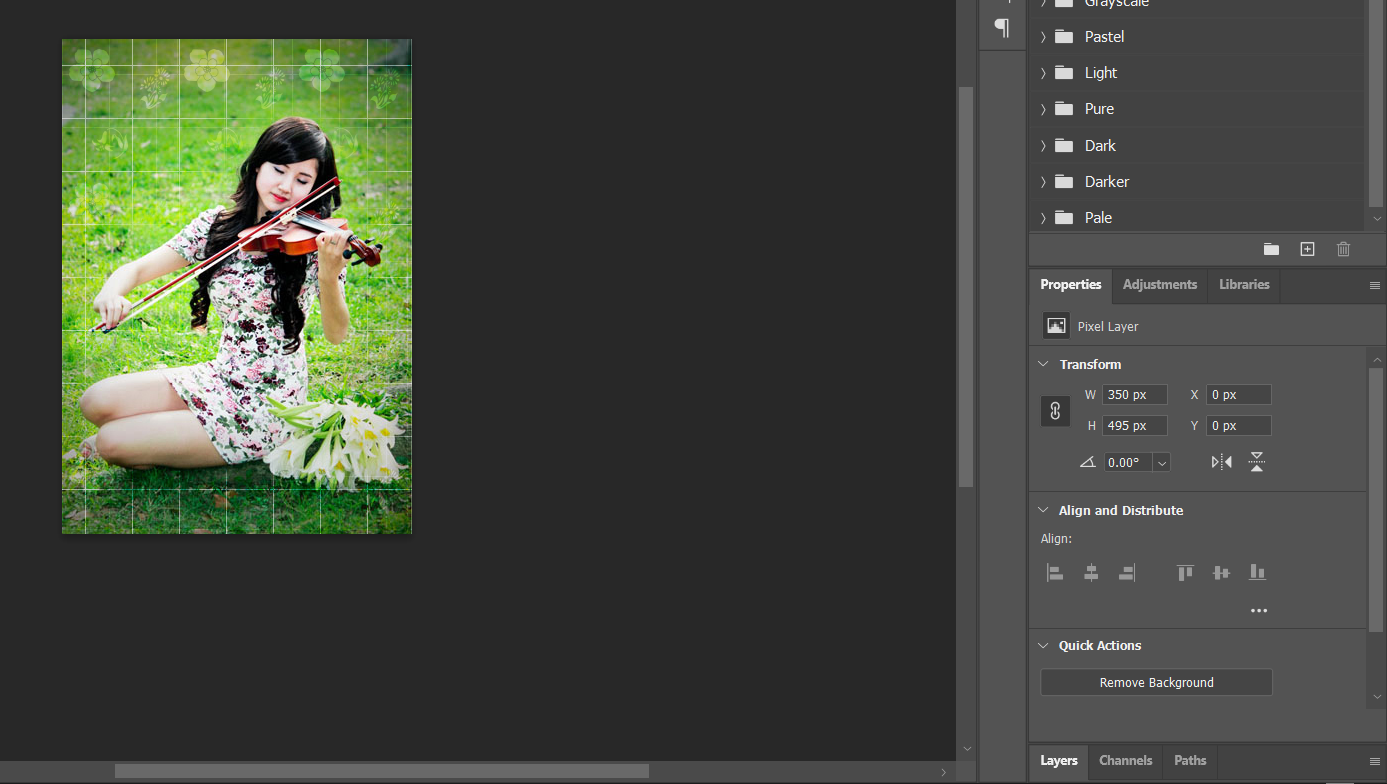 Grayscale
Pastel
Light
Pure
Dark
Darker
Pale
Properties Adjustments Libraries
Pixel Layer
Transform
W 350 px X 0 px
H 495 px Y 0 px
0.00°
Align and Distribute
Align:
Quick Actions
Remove Background
Layers Channels Paths